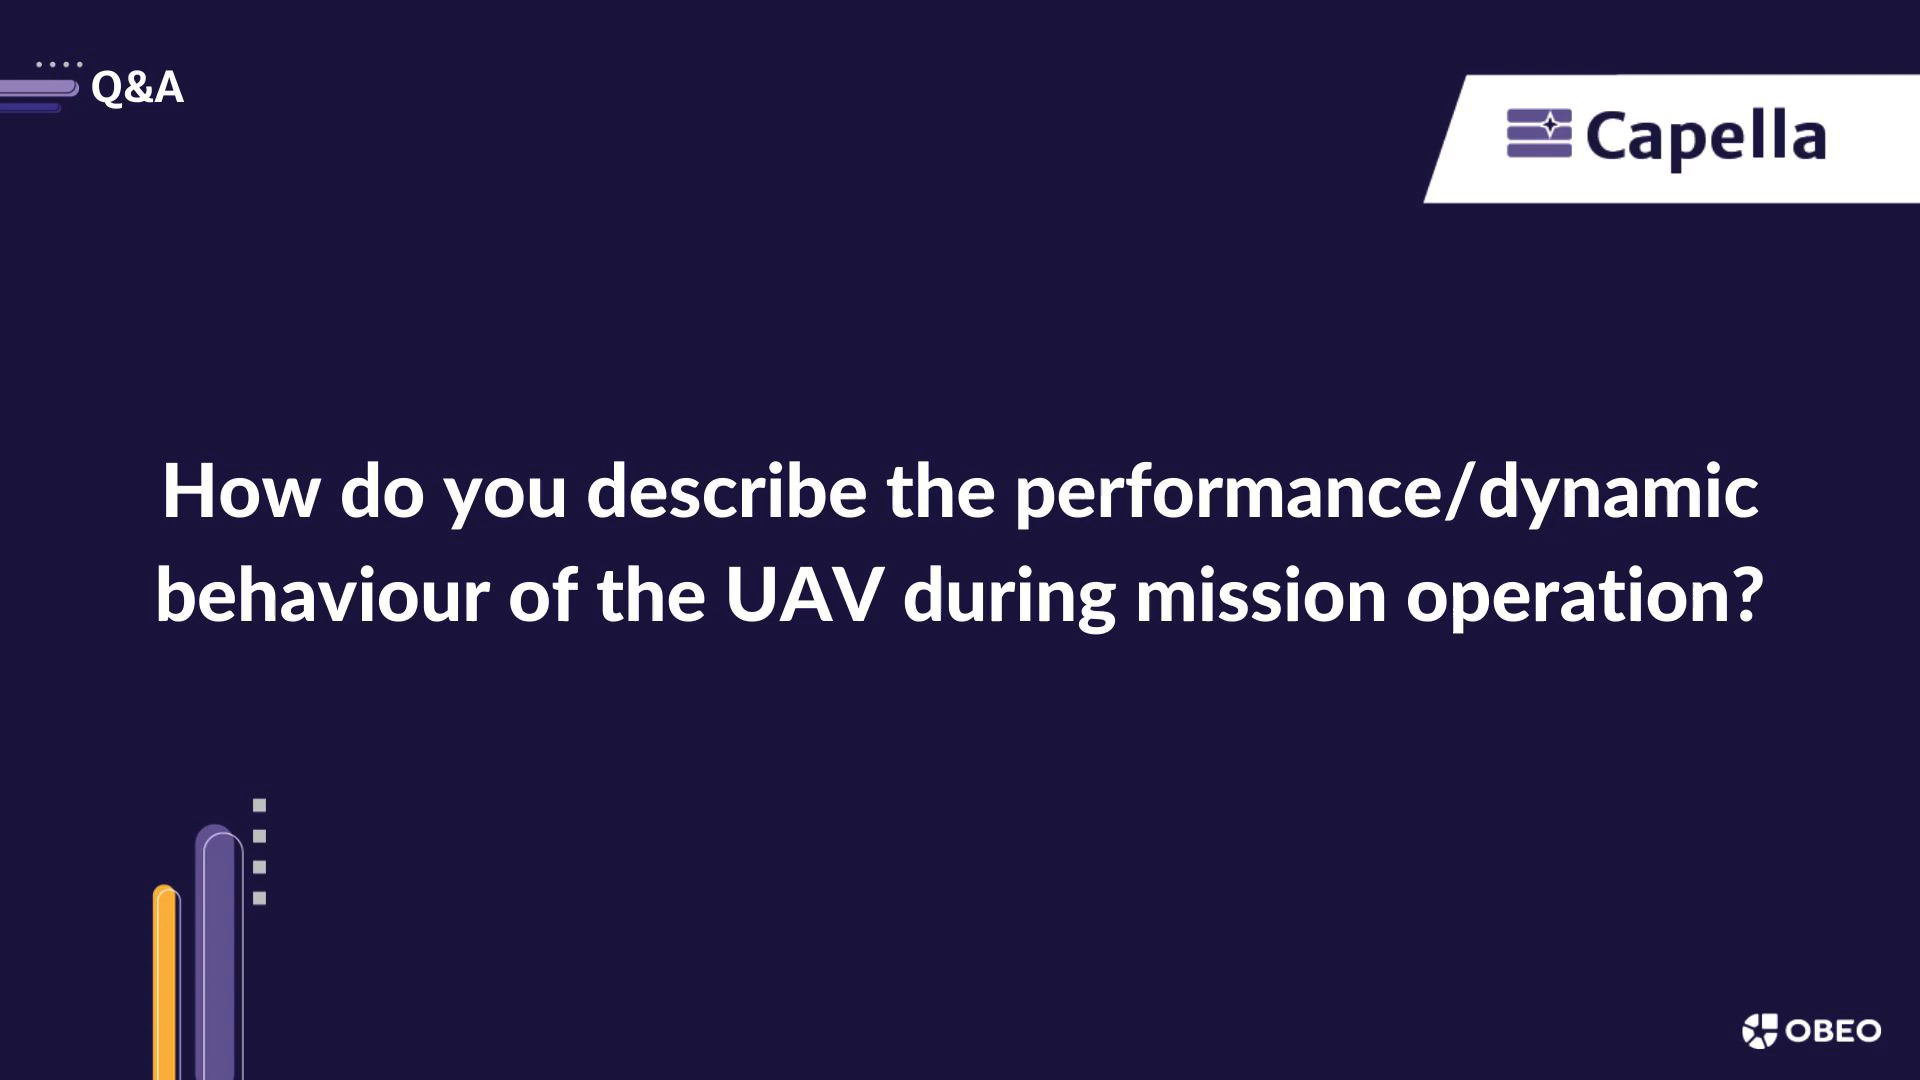 Q&A
Capella
How do you describe the performance/dynamic
behaviour of the UAV during mission operation?
OBEO